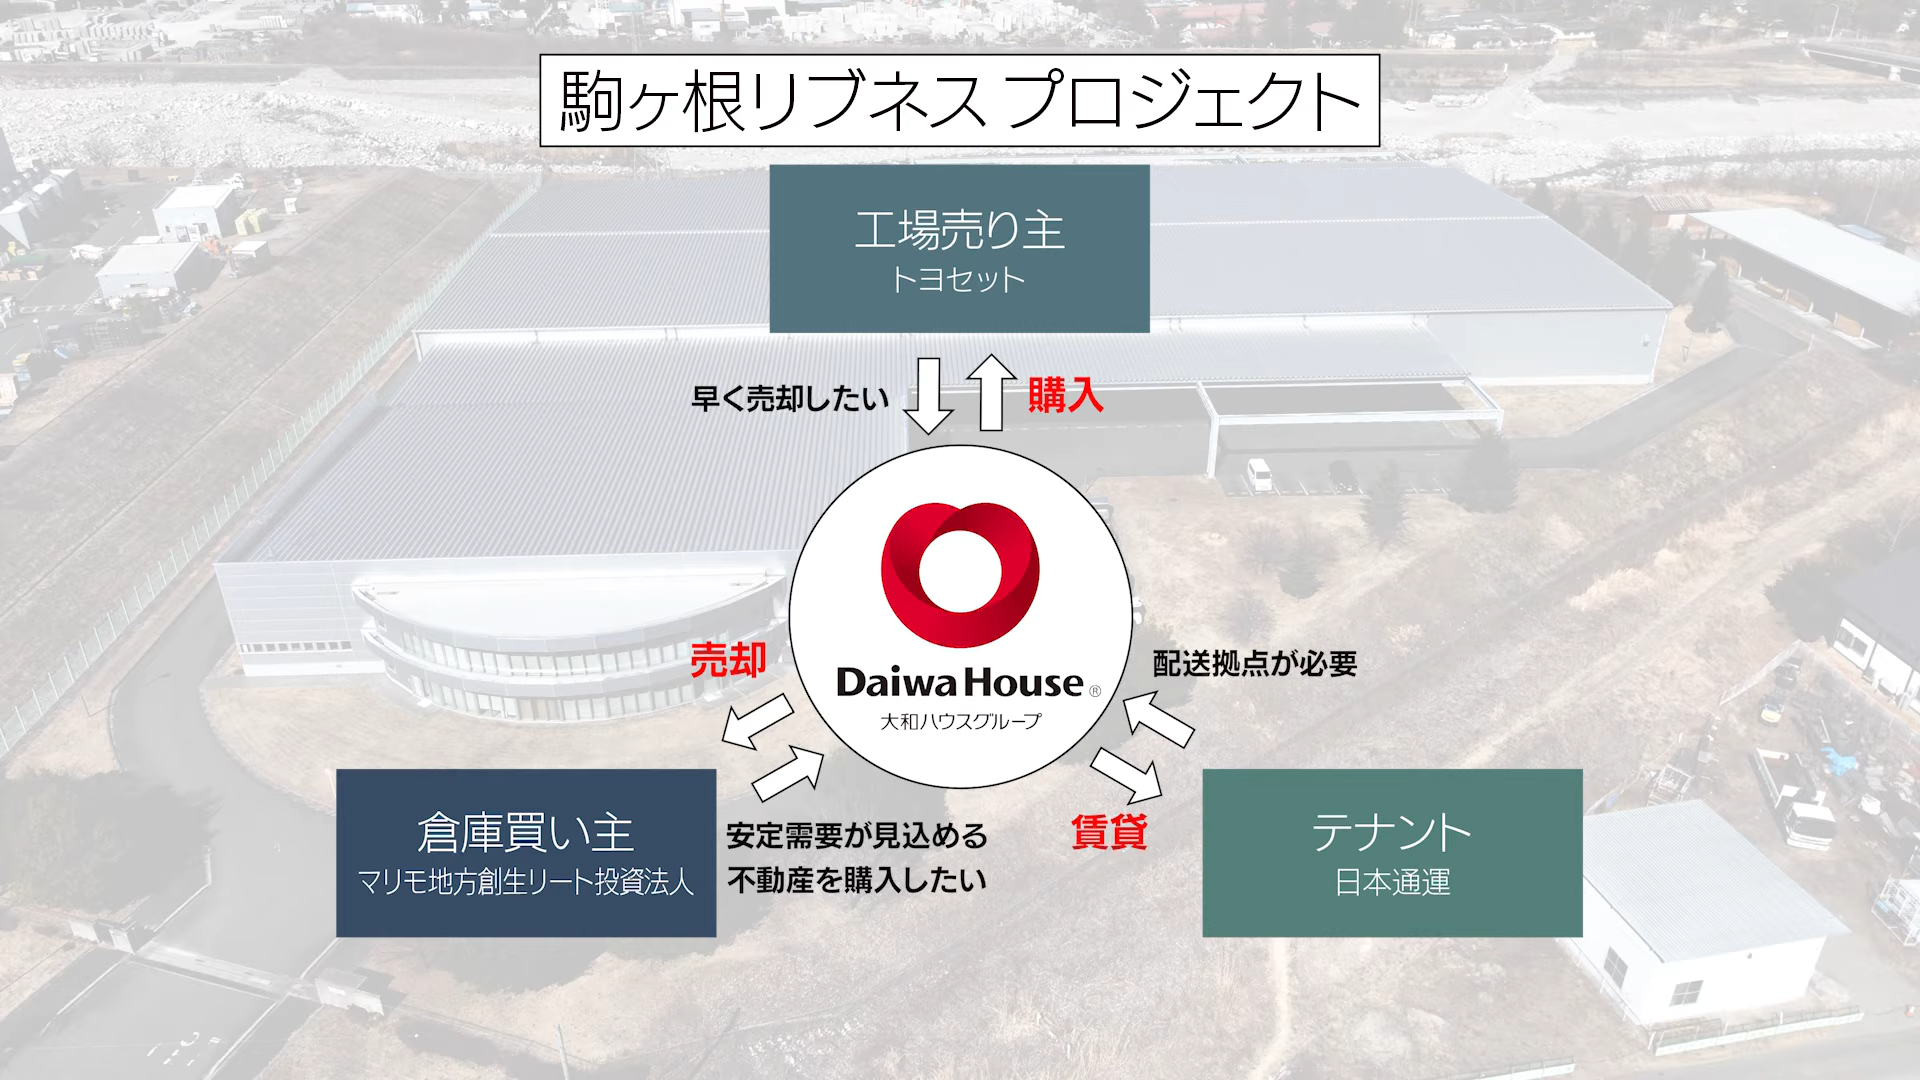 駒ヶ根リブネス プロジェクト
工場売り主
トヨセット
早く売却したい
購入
Daiwa House®
大和ハウスグループ
売却
配送拠点が必要
倉庫買い主
マリモ地方創生リート投資法人
安定需要が見込める
不動産を購入したい
賃貸
テナント
日本通運